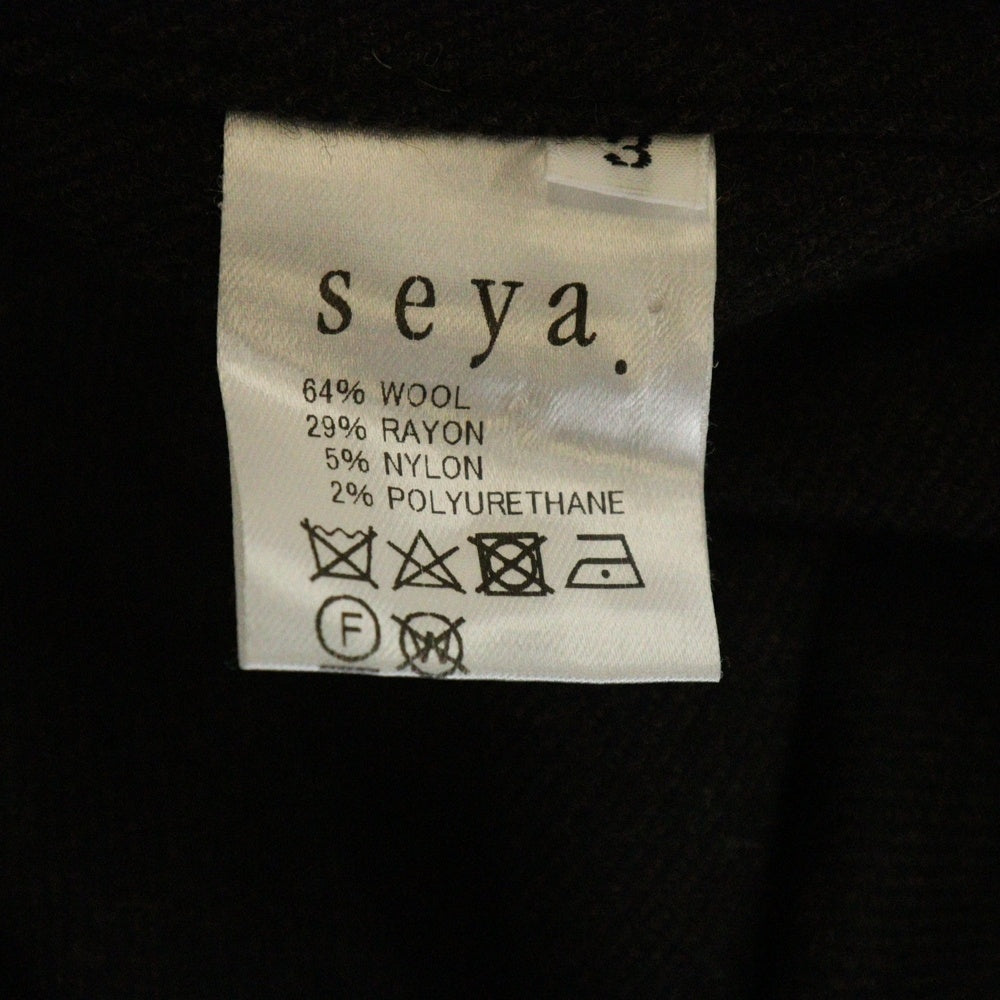 3
seya.
64% WOOL
29% RAYON
5% NYLON
2% POLYURETHANE
F W